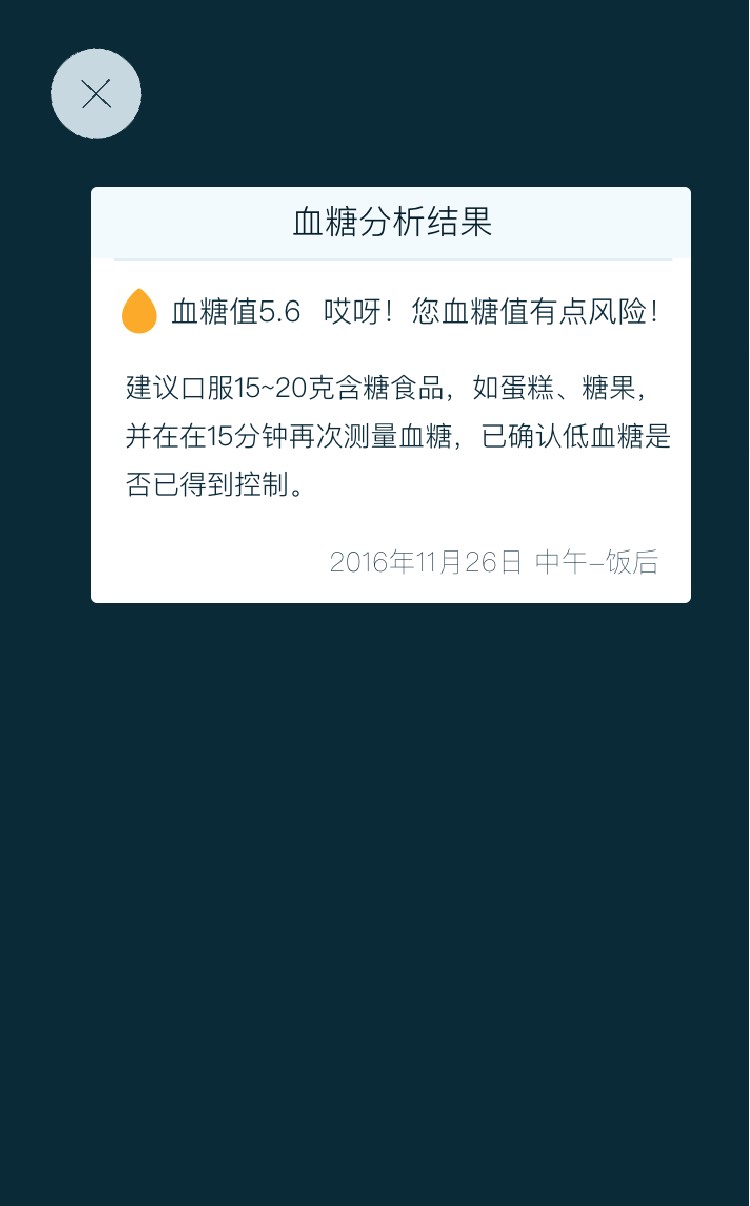 血糖分析结果
血糖值5.6 哎呀！您血糖值有点风险！
建议口服15~20克含糖食品，如蛋糕、糖果，
并在在15分钟再次测量血糖，已确认低血糖是
否已得到控制。
2016年11月26日 中午–饭后